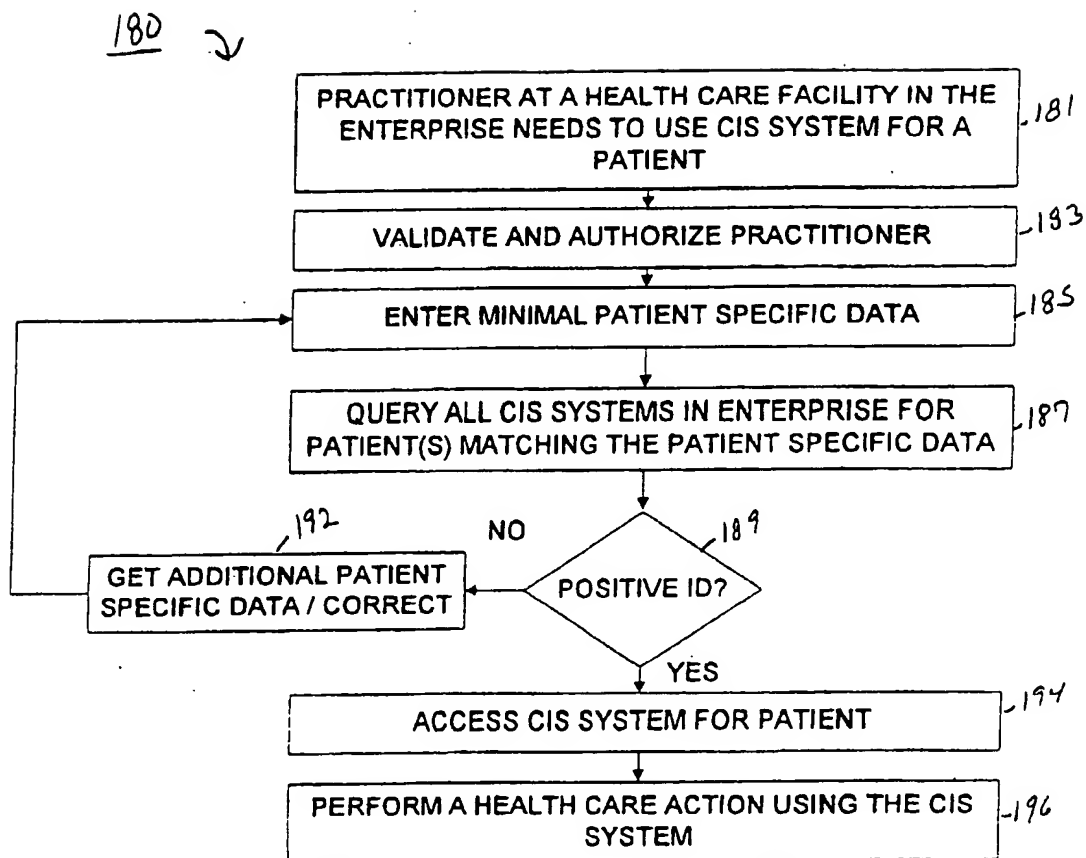 180
PRACTITIONER AT A HEALTH CARE FACILITY IN THE
ENTERPRISE NEEDS TO USE CIS SYSTEM FOR A
PATIENT
181
VALIDATE AND AUTHORIZE PRACTITIONER
183
ENTER MINIMAL PATIENT SPECIFIC DATA
185
QUERY ALL CIS SYSTEMS IN ENTERPRISE FOR
PATIENT(S) MATCHING THE PATIENT SPECIFIC DATA
187
192
NO
189
GET ADDITIONAL PATIENT
SPECIFIC DATA / CORRECT
POSITIVE ID?
YES
ACCESS CIS SYSTEM FOR PATIENT
194
PERFORM A HEALTH CARE ACTION USING THE CIS
SYSTEM
196